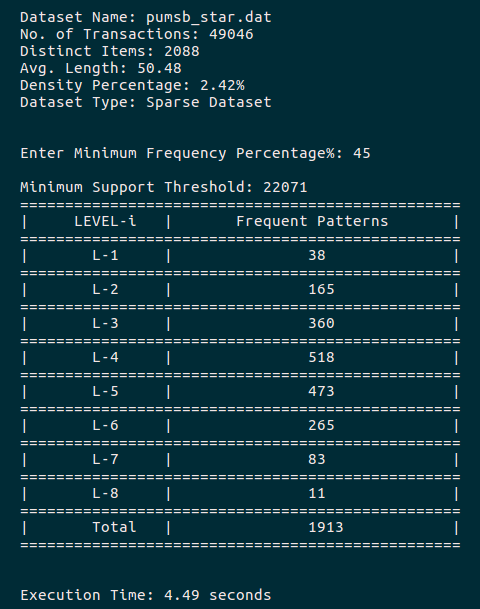 Dataset Name: pumsb_star.dat
No. of Transactions: 49046
Distinct Items: 2088
Avg. Length: 50.48
Density Percentage: 2.42%
Dataset Type: Sparse Dataset
Enter Minimum Frequency Percentage%: 45
Minimum Support Threshold: 22071
=================================================
| LEVEL-i | Frequent Patterns |
=================================================
| L-1 | 38 |
=================================================
| L-2 | 165 |
=================================================
| L-3 | 360 |
=================================================
| L-4 | 518 |
=================================================
| L-5 | 473 |
=================================================
| L-6 | 265 |
=================================================
| L-7 | 83 |
=================================================
| L-8 | 11 |
=================================================
| Total | 1913 |
=================================================
Execution Time: 4.49 seconds